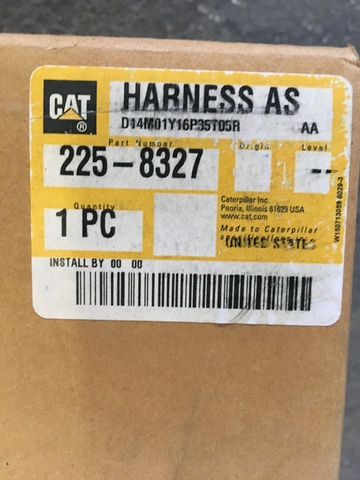 CAT
®
HARNESS AS
D14M01Y16P35T05R AA
Part Number Origin Level
225-8327 --
Quantity
1 PC
Caterpillar Inc.
Peoria, Illinois 61629 USA
www.cat.com
Made to Caterpillar
UNITED STATES
INSTALL BY 00 00